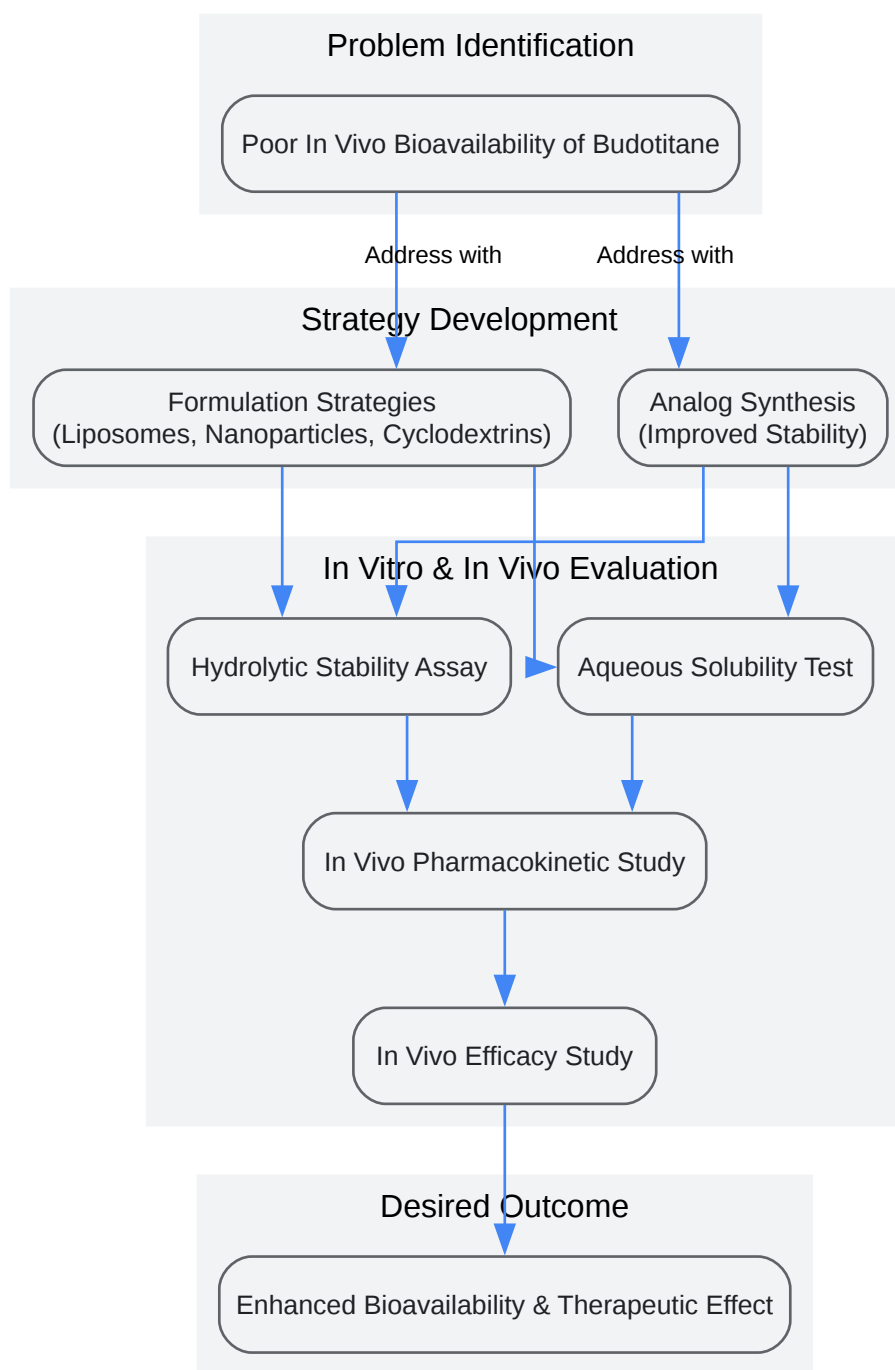 Problem Identification
Poor In Vivo Bioavailability of Budotitane
Address with
Address with
Strategy Development
Formulation Strategies
(Liposomes, Nanoparticles, Cyclodextrins)
Analog Synthesis
(Improved Stability)
In Vitro & In Vivo Evaluation
Hydrolytic Stability Assay
Aqueous Solubility Test
In Vivo Pharmacokinetic Study
In Vivo Efficacy Study
Desired Outcome
Enhanced Bioavailability & Therapeutic Effect